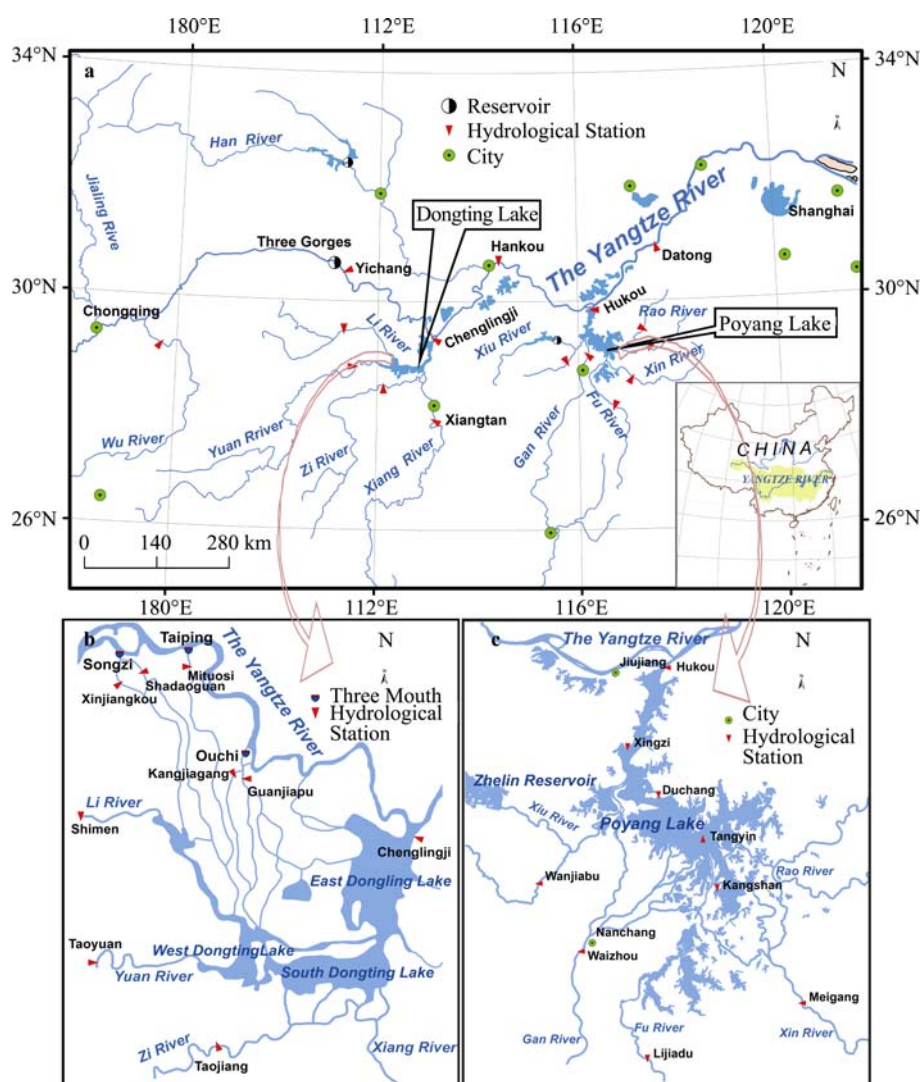 180°E 112°E 116°E 120°E
34°N
34°N
a
N
Reservoir
Hydrological Station
City
Han River
Jialing Rive
Dongting Lake
The Yangtze River
Shanghai
Three Gorges
Hankou
Yichang
Datong
30°N
30°N
Chongqing
Hukou
Li River
Chenglingji
Xiu River
Rao River
Poyang Lake
Xin River
Wu River
Yuan Rriver
Zi River
Xiang River
Xiangtan
Gan River
Fu River
CHINA
YANGTZE RIVER
26°N
26°N
0 140 280 km
180°E 112°E 116°E 120°E
b
N
Taiping
Songzi
Mituosi
Shadaoguan
Xinjiangkou
The Yangtze River
Three Mouth
Hydrological
Station
Ouchi
Kangjiagang
Guanjiapu
Li River
Shimen
Chenglingji
East Dongling Lake
Taoyuan
West DongtingLake
Yuan River
South Dongting Lake
Zi River
Taojiang
Xiang River
c
N
The Yangtze River
Jiujiang
Hukou
City
Hydrological
Station
Xingzi
Zhelin Reservoir
Duchang
Xiu River
Poyang Lake
Tangyin
Rao River
Wanjiabu
Kangshan
Nanchang
Waizhou
Meigang
Gan River
Fu River
Xin River
Lijiadu